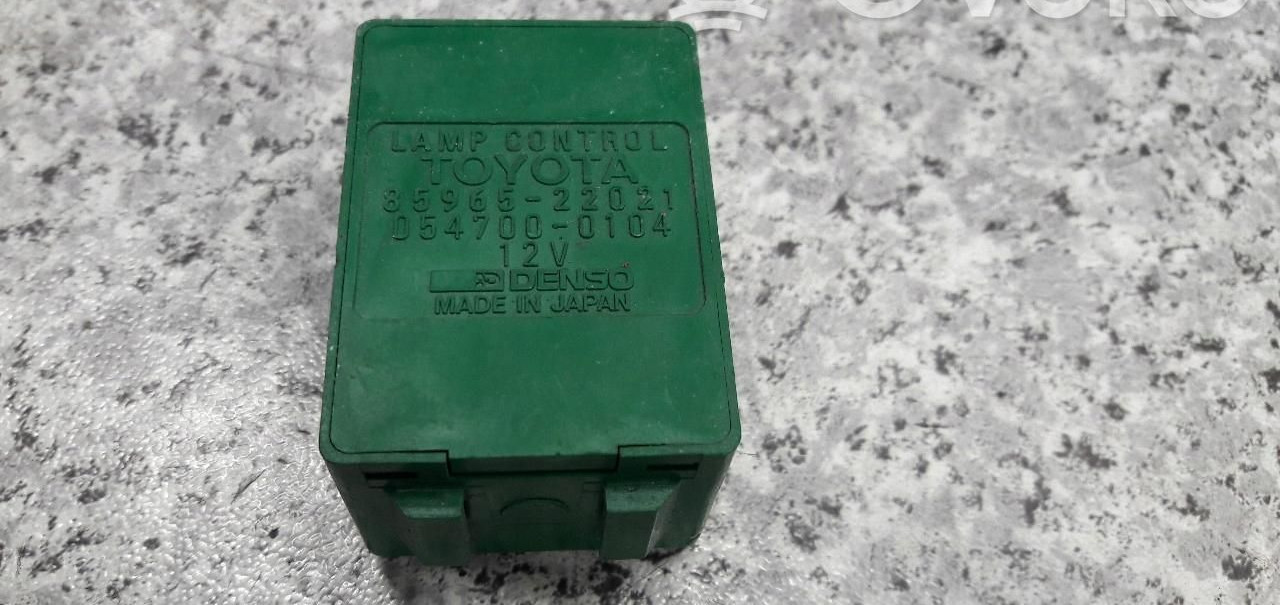 LAMP CONTROL
TOYOTA
85965-22021
054700-0104
12V
DENSO
MADE IN JAPAN